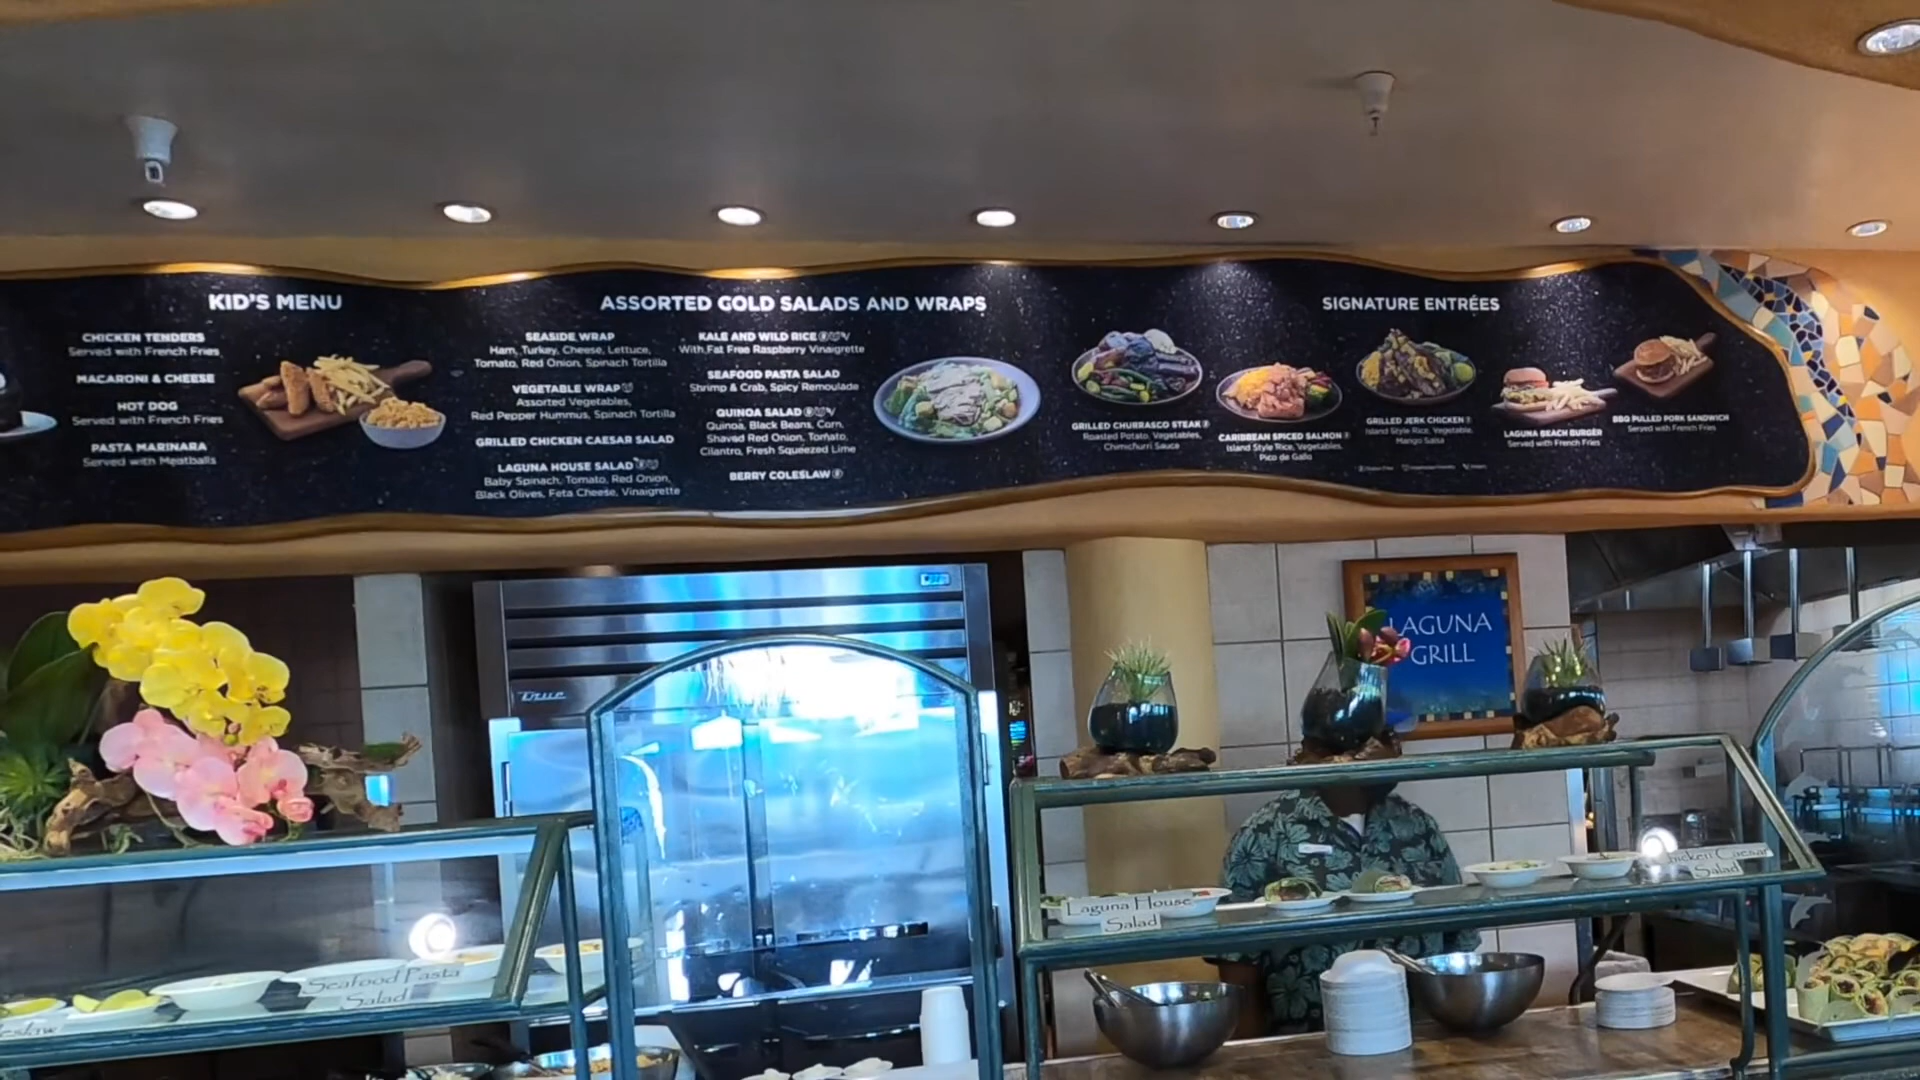 KID'S MENU
CHICKEN TENDERS
Served with French Fries
MACARONI & CHEESE
HOT DOG
Served with French Fries
PASTA MARINARA
Served with Meatballs
ASSORTED GOLD SALADS AND WRAPS
SEASIDE WRAP
Ham, Turkey, Cheese, Lettuce,
Tomato, Red Onion, Spinach Tortilla
VEGETABLE WRAP
Assorted Vegetables,
Red Pepper Hummus, Spinach Tortilla
GRILLED CHICKEN CAESAR SALAD
LAGUNA HOUSE SALAD
Baby Spinach, Tomato, Red Onion,
Black Olives, Feta Cheese, Vinaigrette
KALE AND WILD RICE
With Fat Free Raspberry Vinaigrette
SEAFOOD PASTA SALAD
Shrimp & Crab, Spicy Remoulade
QUINOA SALAD
Quinoa, Black Beans, Corn,
Shaved Red Onion, Tomato,
Cilantro, Fresh Squeezed Lime
BERRY COLESLAW
SIGNATURE ENTRÉES
GRILLED CHURRASCO STEAK
Roasted Potato, Vegetables,
Chimichurri Sauce
CARIBBEAN SPICED SALMON
Island Style Rice, Vegetables,
Pico de Gallo
GRILLED JERK CHICKEN
Island Style Rice, Vegetable,
Mango Salsa
LAGUNA BEACH BURGER
Served with French Fries
BBQ PULLED PORK SANDWICH
Served with French Fries
LAGUNA
GRILL
True
Laguna House
Salad
Chicken Caesar
Salad
Seafood Pasta
Salad
eslaw